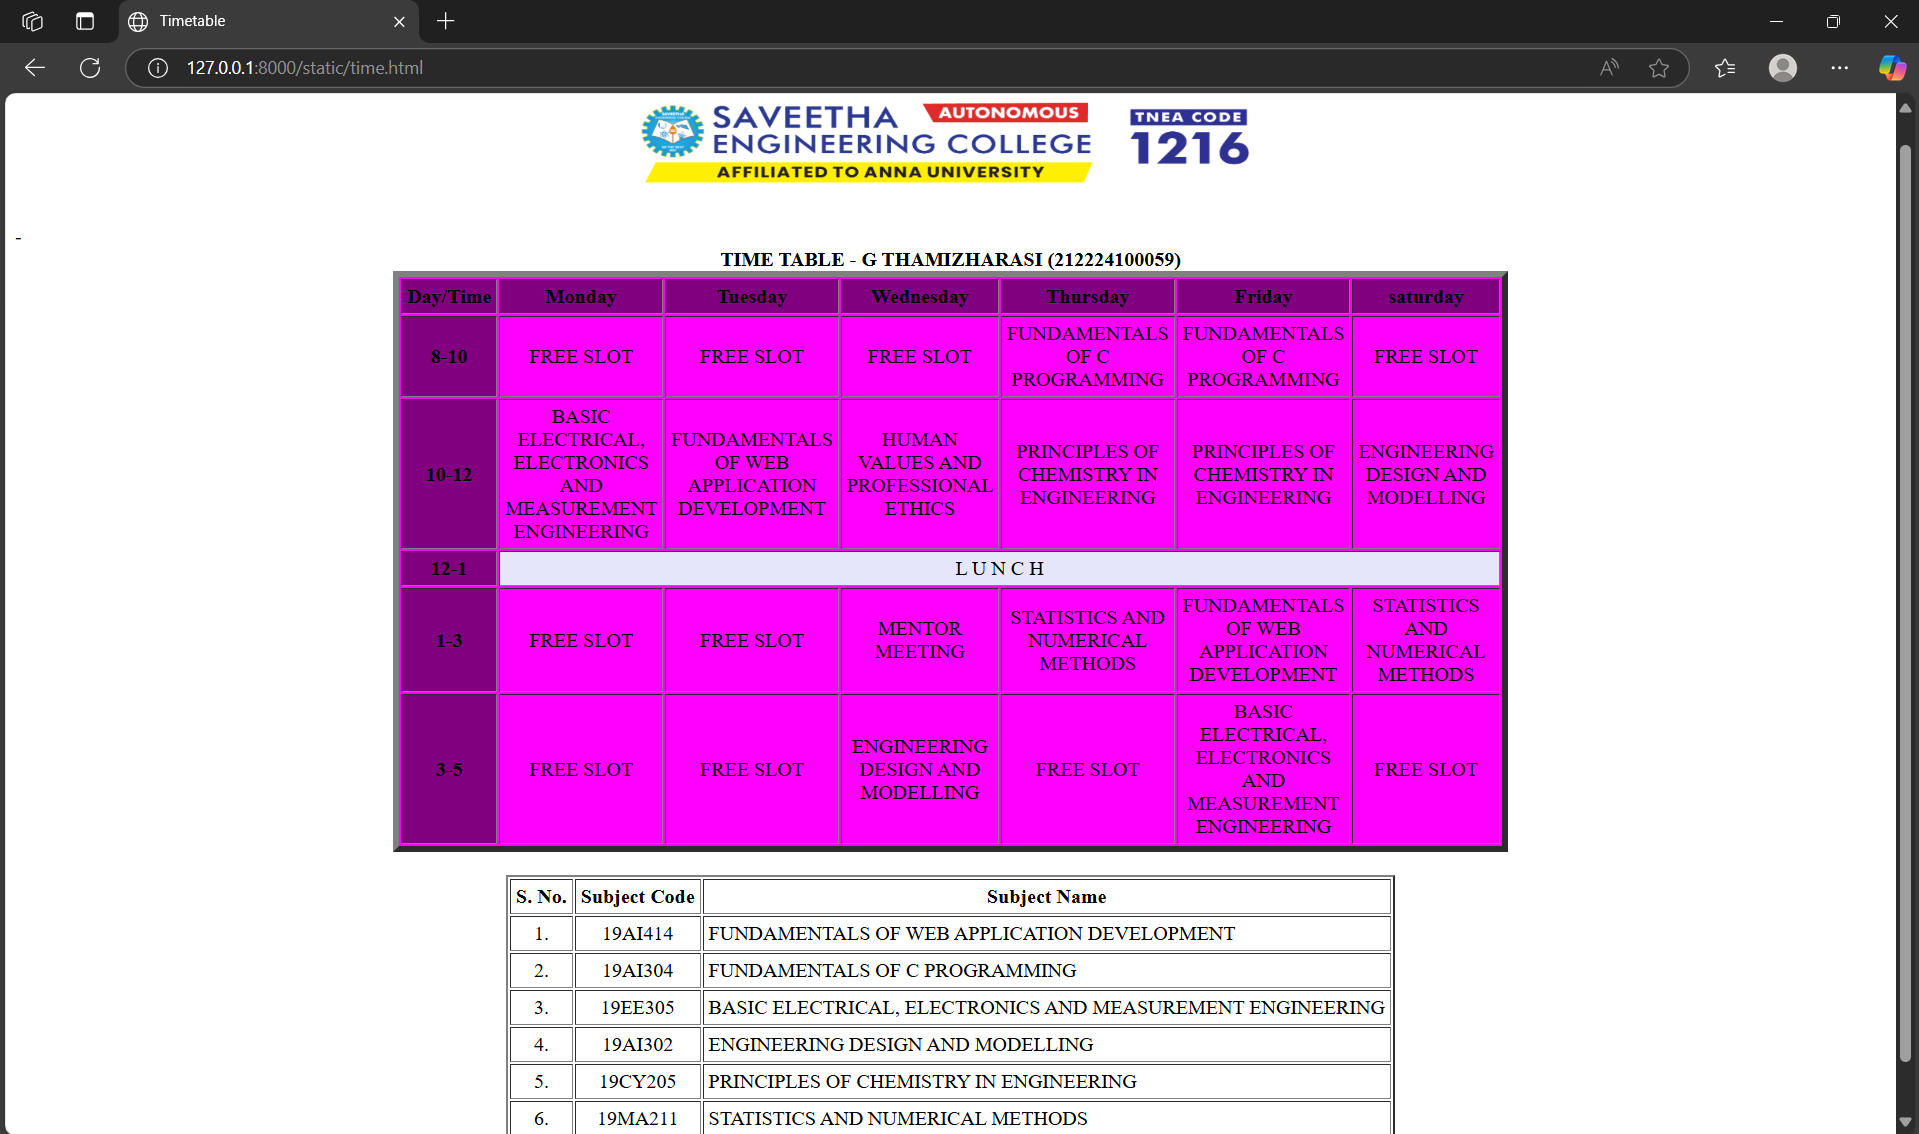 Timetable
127.0.0.1:8000/static/time.html
SAVEETHA AUTONOMOUS
ENGINEERING COLLEGE
AFFILIATED TO ANNA UNIVERSITY
TNEA CODE
1216
-
TIME TABLE - G THAMIZHARASI (212224100059)
Day/Time Monday Tuesday Wednesday Thursday Friday saturday
8-10 FREE SLOT FREE SLOT FREE SLOT FUNDAMENTALS OF C PROGRAMMING FUNDAMENTALS OF C PROGRAMMING FREE SLOT
10-12 BASIC ELECTRICAL, ELECTRONICS AND MEASUREMENT ENGINEERING FUNDAMENTALS OF WEB APPLICATION DEVELOPMENT HUMAN VALUES AND PROFESSIONAL ETHICS PRINCIPLES OF CHEMISTRY IN ENGINEERING PRINCIPLES OF CHEMISTRY IN ENGINEERING ENGINEERING DESIGN AND MODELLING
12-1 L U N C H
1-3 FREE SLOT FREE SLOT MENTOR MEETING STATISTICS AND NUMERICAL METHODS FUNDAMENTALS OF WEB APPLICATION DEVELOPMENT STATISTICS AND NUMERICAL METHODS
3-5 FREE SLOT FREE SLOT ENGINEERING DESIGN AND MODELLING FREE SLOT BASIC ELECTRICAL, ELECTRONICS AND MEASUREMENT ENGINEERING FREE SLOT
S. No. Subject Code Subject Name
1. 19AI414 FUNDAMENTALS OF WEB APPLICATION DEVELOPMENT
2. 19AI304 FUNDAMENTALS OF C PROGRAMMING
3. 19EE305 BASIC ELECTRICAL, ELECTRONICS AND MEASUREMENT ENGINEERING
4. 19AI302 ENGINEERING DESIGN AND MODELLING
5. 19CY205 PRINCIPLES OF CHEMISTRY IN ENGINEERING
6. 19MA211 STATISTICS AND NUMERICAL METHODS